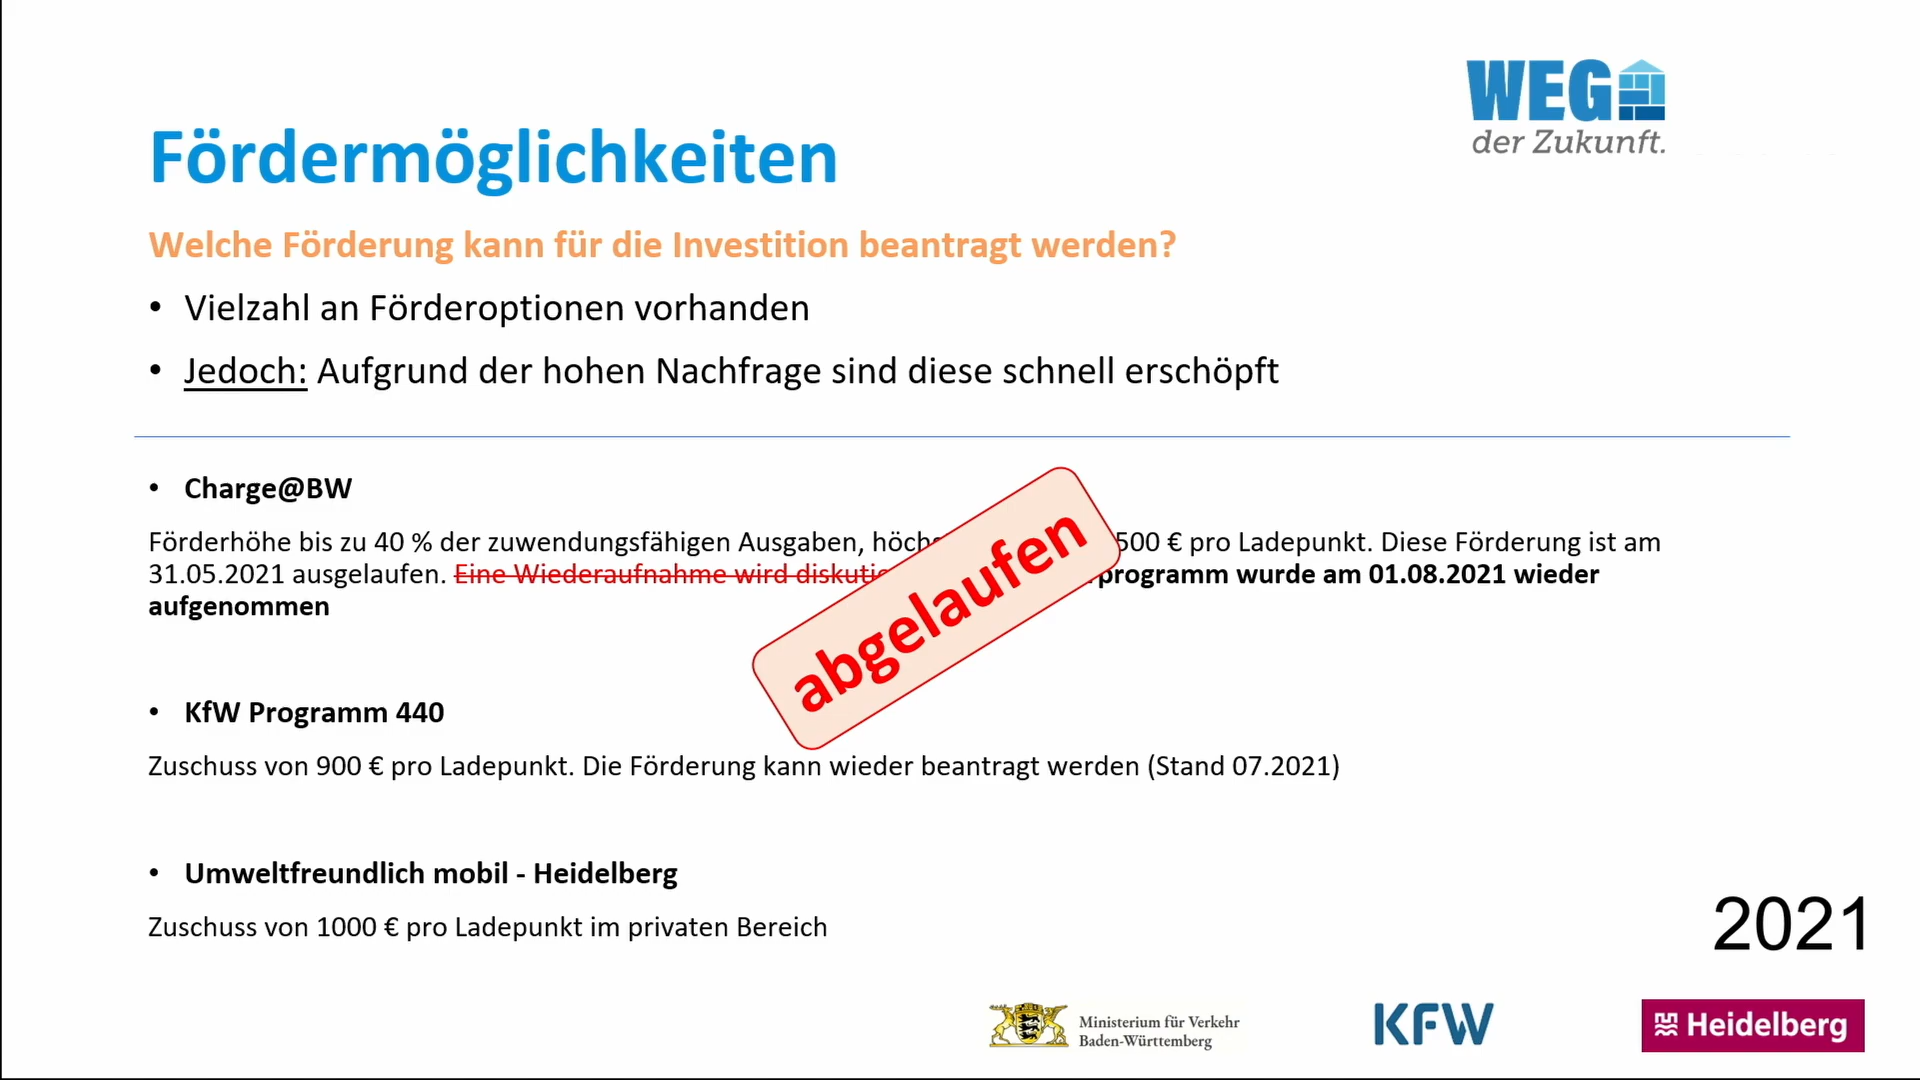 WEG
der Zukunft.
Fördermöglichkeiten
Welche Förderung kann für die Investition beantragt werden?
• Vielzahl an Förderoptionen vorhanden
• Jedoch: Aufgrund der hohen Nachfrage sind diese schnell erschöpft
• Charge@BW
Förderhöhe bis zu 40 % der zuwendungsfähigen Ausgaben, 500 € pro Ladepunkt. Diese Förderung ist am
31.05.2021 ausgelaufen. Eine Wiederaufnahme wird programm wurde am 01.08.2021 wieder
aufgenommen
abgelaufen
• KfW Programm 440
Zuschuss von 900 € pro Ladepunkt. Die Förderung kann wieder beantragt werden (Stand 07.2021)
• Umweltfreundlich mobil - Heidelberg
Zuschuss von 1000 € pro Ladepunkt im privaten Bereich
2021
Ministerium für Verkehr
Baden-Württemberg
KFW
Heidelberg